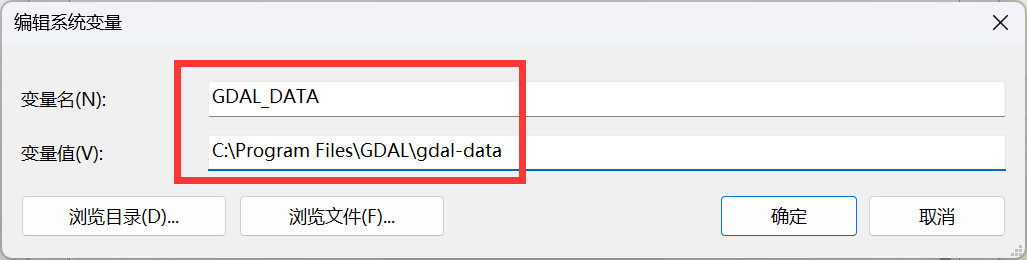 编辑系统变量
变量名(N):
GDAL_DATA
变量值(V):
C:\Program Files\GDAL\gdal-data
浏览目录(D)...
浏览文件(F)...
确定
取消